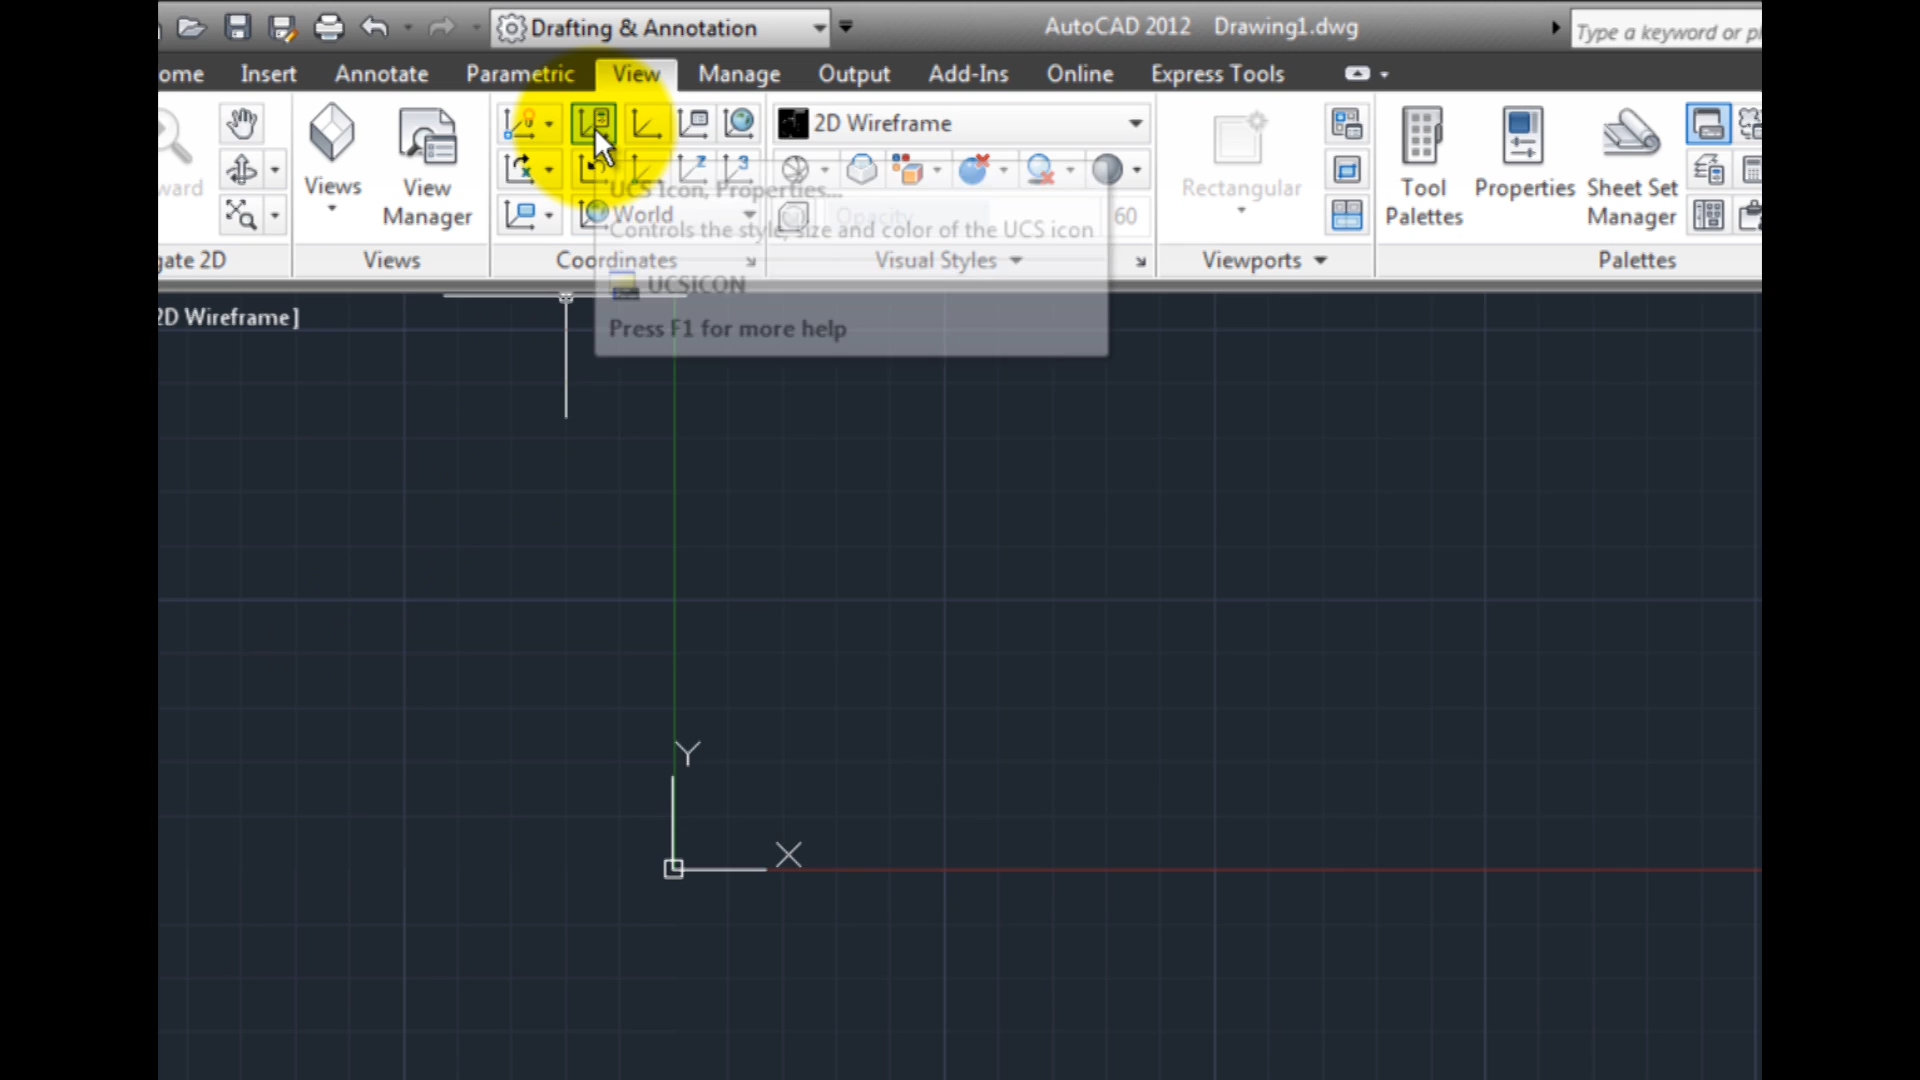 Drafting & Annotation
AutoCAD 2012 Drawing1.dwg
Type a keyword or p
ome Insert Annotate Parametric View Manage Output Add-Ins Online Express Tools
2D Wireframe
ward
Views
View
Manager
UCS Icon, Properties...
World
Opacity
60
Controls the style, size and color of the UCS icon
Rectangular
Tool
Palettes
Properties
Sheet Set
Manager
gate 2D
Views
Coordinates
Visual Styles
Viewports
Palettes
UCSICON
Press F1 for more help
2D Wireframe]
Y
X